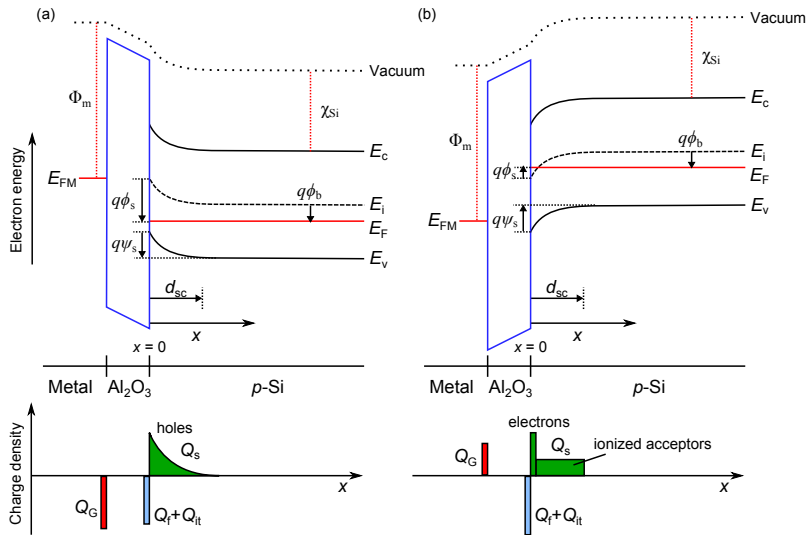 (a)
Vacuum
Φm
χSi
Ec
EFM
qϕs
qϕb
Ei
EF
qψs
Ev
dsc
x
x = 0
Electron energy
Metal
Al2O3
p-Si
holes
Qs
x
QG
Qf+Qit
Charge density
(b)
Vacuum
χSi
Ec
Φm
qϕb
Ei
qϕs
EF
EFM
qψs
Ev
dsc
x
x = 0
Metal
Al2O3
p-Si
electrons
QG
Qs
ionized acceptors
x
Qf+Qit